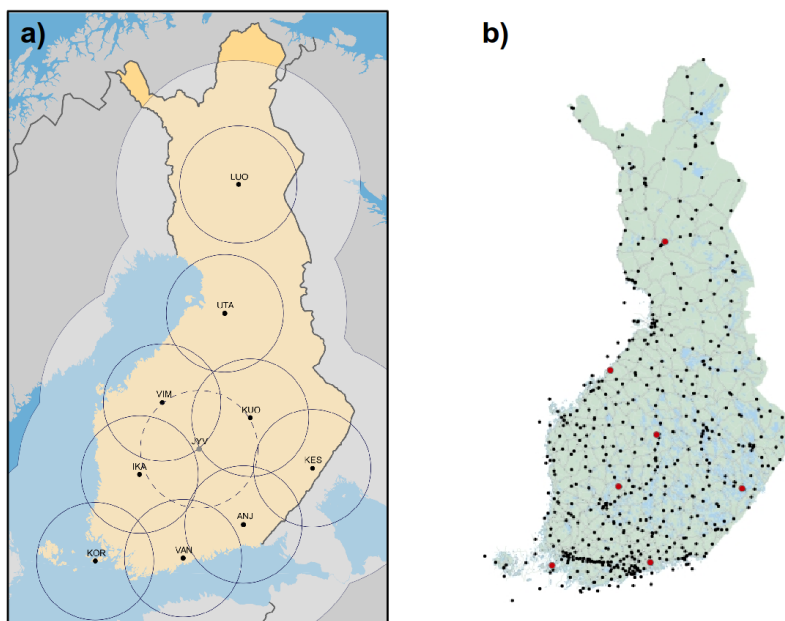 a)
b)
LUO
UTA
VIM
KUO
JYV
KES
IKA
ANJ
KOR
VAN